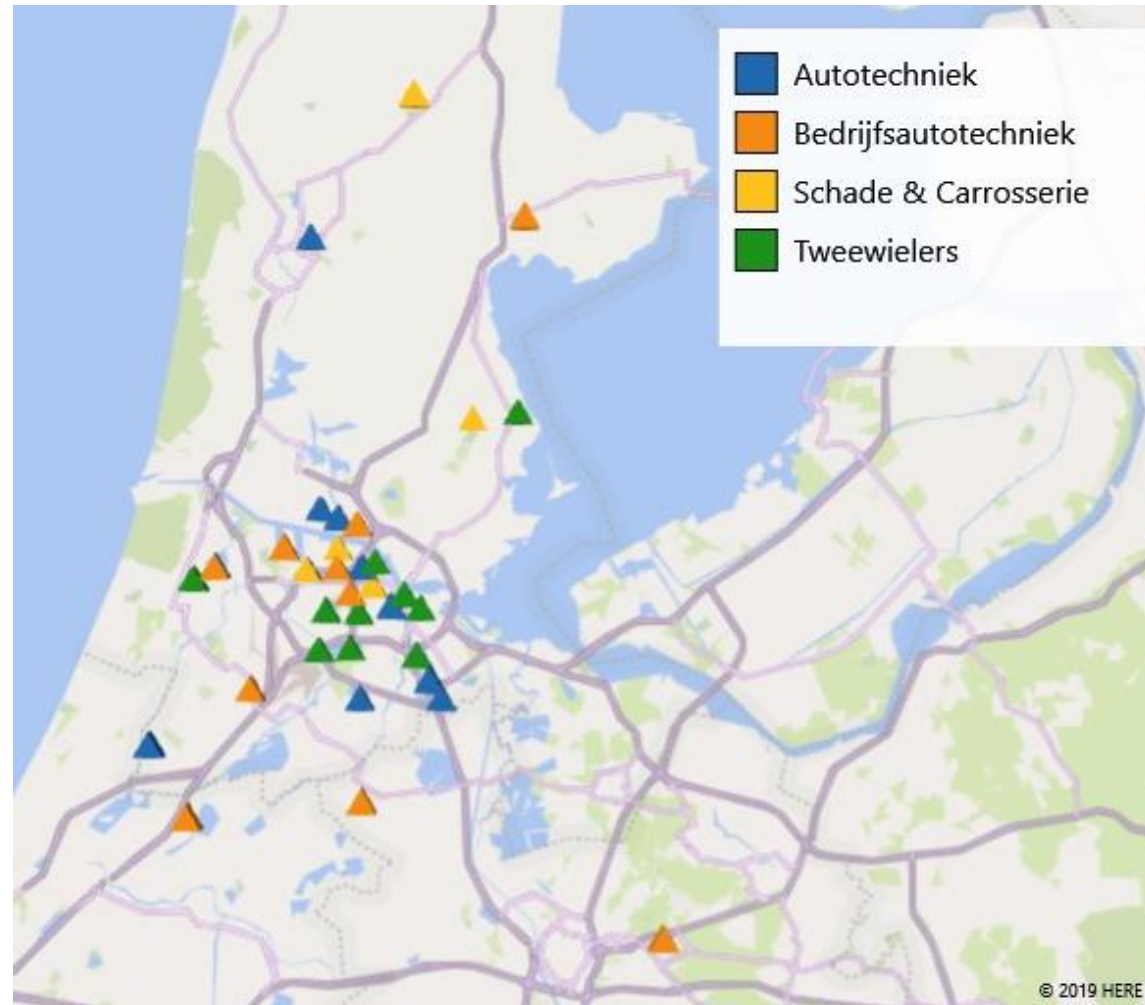 Autotechniek
Bedrijfsautotechniek
Schade & Carrosserie
Tweewielers
© 2019 HERE